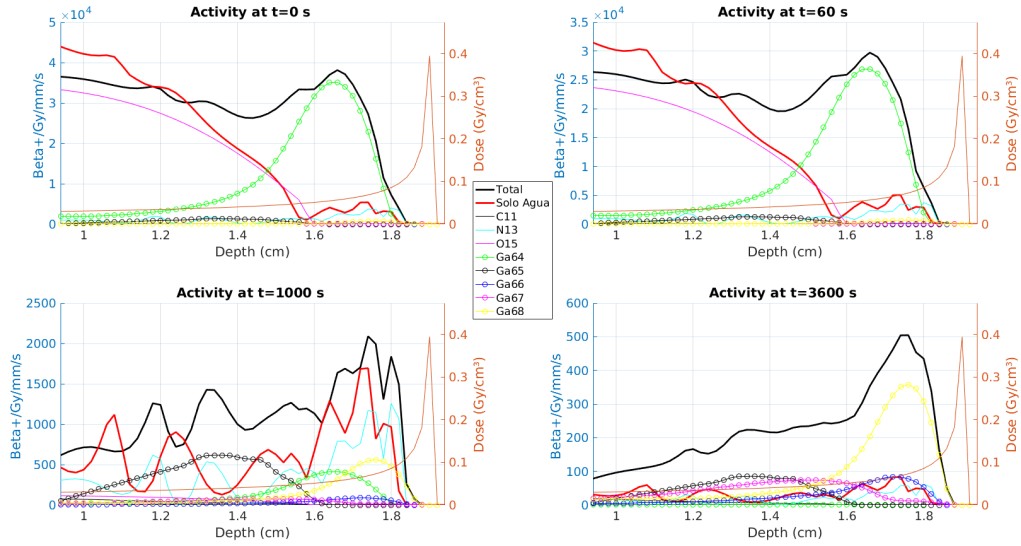 Activity at t=0 s
×10⁴
Beta+/Gy/mm/s
5
4
3
2
1
0
1 1.2 1.4 1.6 1.8
Depth (cm)
0.4
0.3
0.2
0.1
0
Dose (Gy/cm³)
Activity at t=60 s
×10⁴
Beta+/Gy/mm/s
3.5
3
2.5
2
1.5
1
0.5
0
1 1.2 1.4 1.6 1.8
Depth (cm)
0.4
0.3
0.2
0.1
0
Dose (Gy/cm³)
Total
Solo Agua
C11
N13
O15
Ga64
Ga65
Ga66
Ga67
Ga68
Activity at t=1000 s
Beta+/Gy/mm/s
2500
2000
1500
1000
500
0
1 1.2 1.4 1.6 1.8
Depth (cm)
0.4
0.3
0.2
0.1
0
Dose (Gy/cm³)
Activity at t=3600 s
Beta+/Gy/mm/s
600
500
400
300
200
100
0
1 1.2 1.4 1.6 1.8
Depth (cm)
0.4
0.3
0.2
0.1
0
Dose (Gy/cm³)